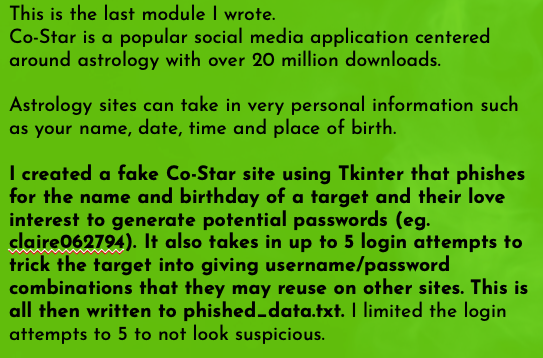 This is the last module I wrote.
Co-Star is a popular social media application centered
around astrology with over 20 million downloads.
Astrology sites can take in very personal information such
as your name, date, time and place of birth.
I created a fake Co-Star site using Tkinter that phishes
for the name and birthday of a target and their love
interest to generate potential passwords (eg.
claire062794). It also takes in up to 5 login attempts to
trick the target into giving username/password
combinations that they may reuse on other sites. This is
all then written to phished_data.txt. I limited the login
attempts to 5 to not look suspicious.